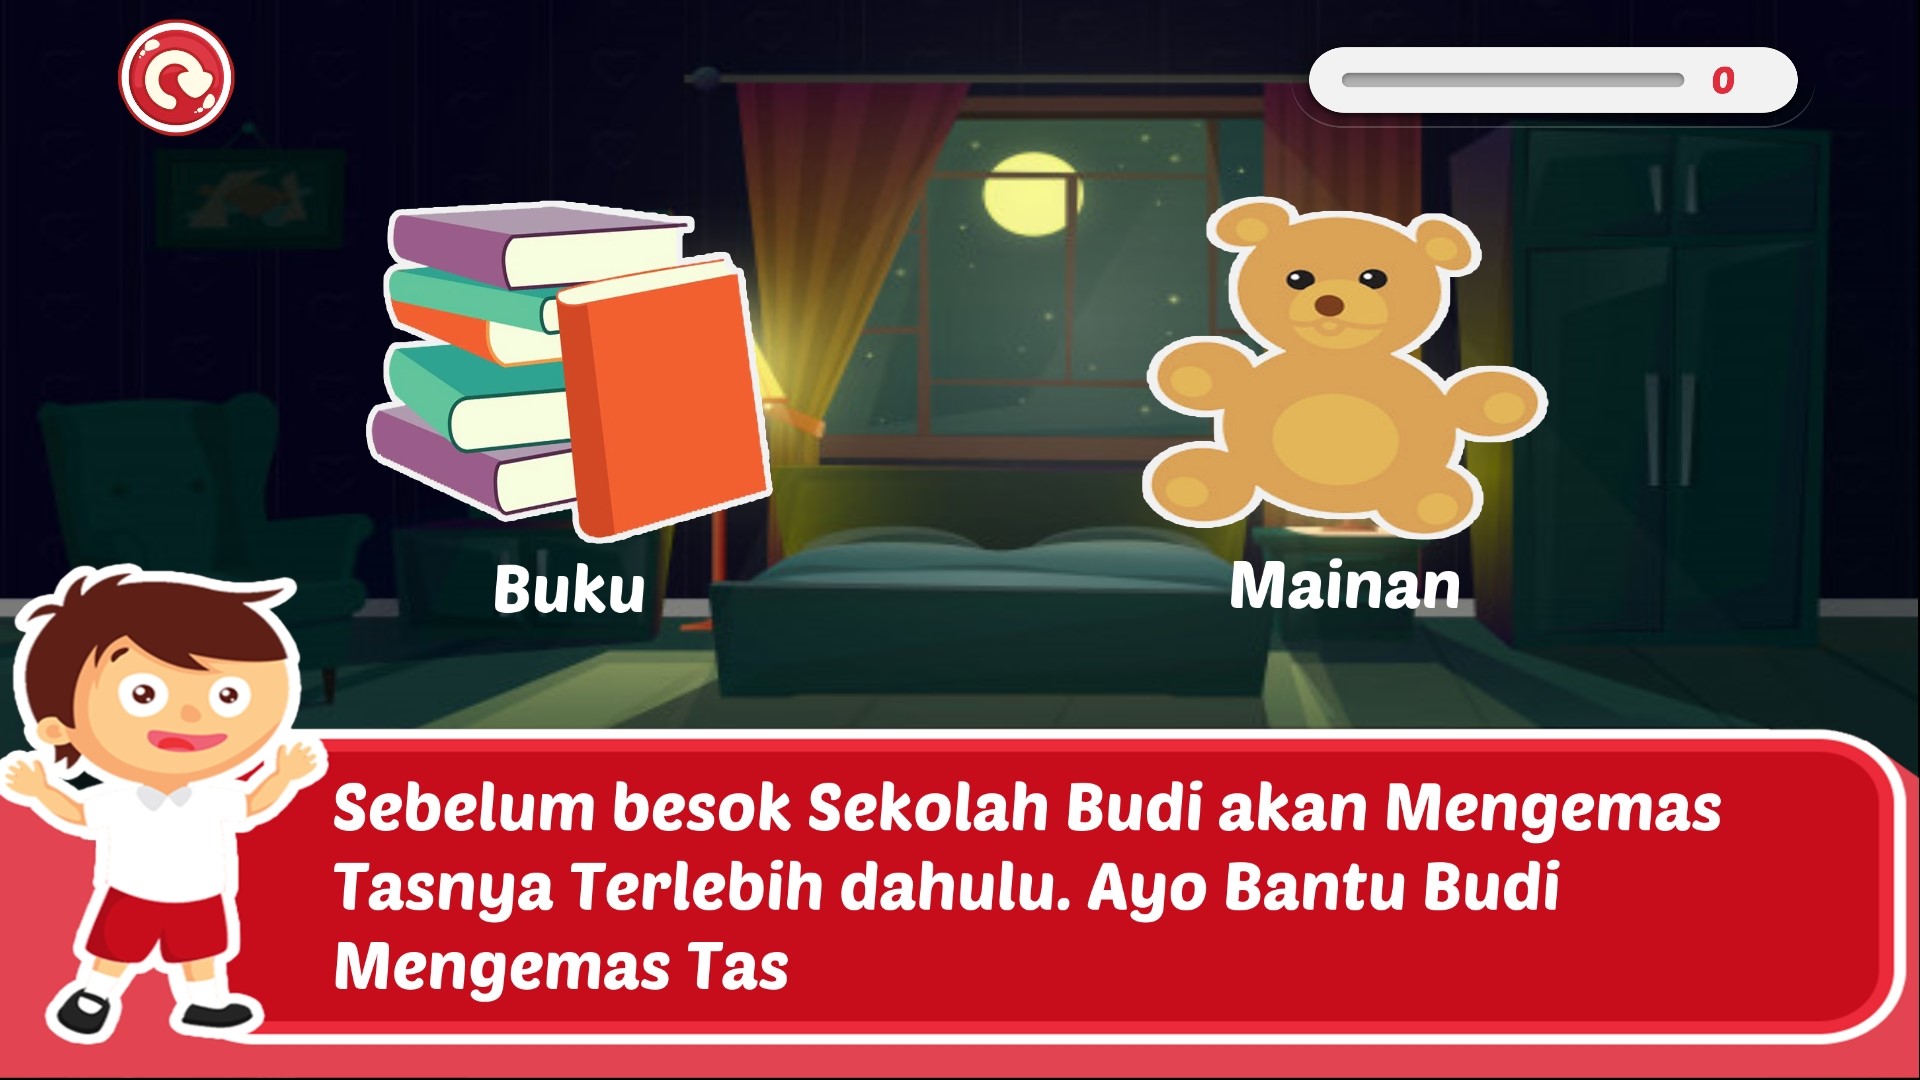 0
Buku
Mainan
Sebelum besok Sekolah Budi akan Mengemas
Tasnya Terlebih dahulu. Ayo Bantu Budi
Mengemas Tas